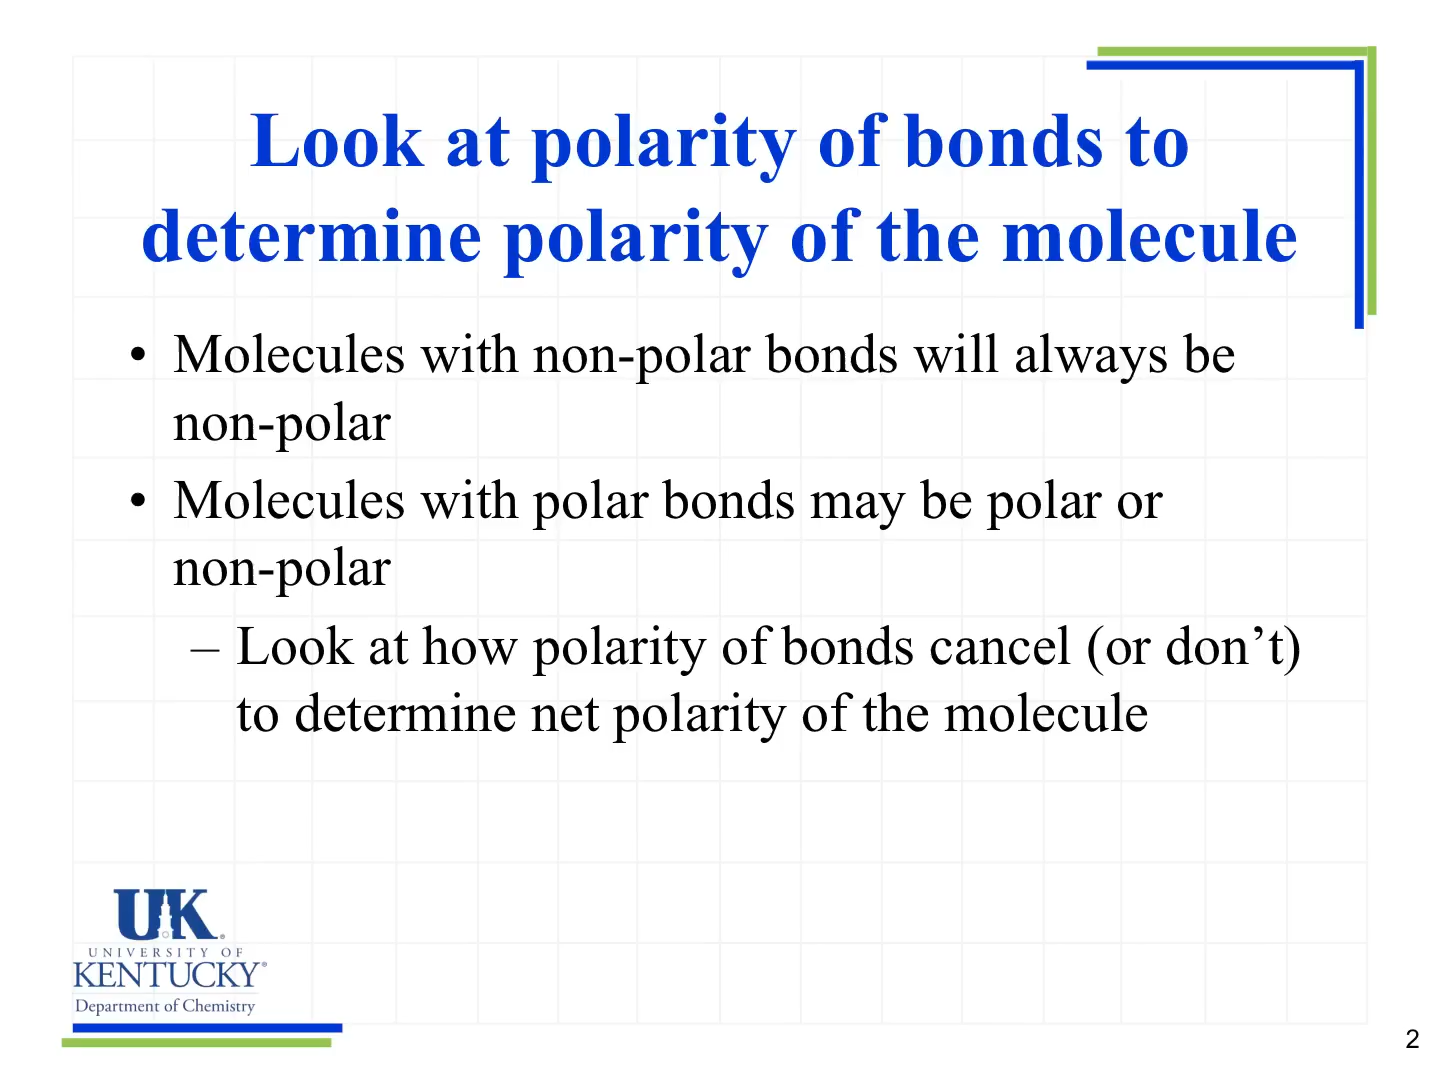 Look at polarity of bonds to
determine polarity of the molecule
• Molecules with non-polar bonds will always be
non-polar
• Molecules with polar bonds may be polar or
non-polar
– Look at how polarity of bonds cancel (or don’t)
to determine net polarity of the molecule
UK®
UNIVERSITY OF
KENTUCKY®
Department of Chemistry
2